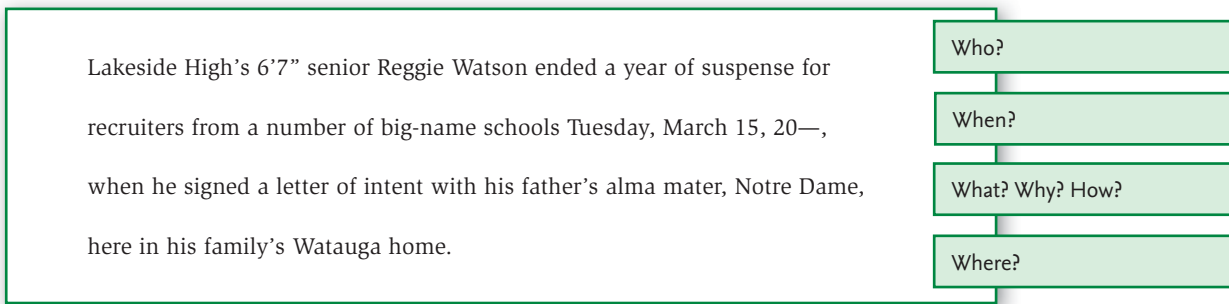 Lakeside High’s 6’7” senior Reggie Watson ended a year of suspense for
Who?
recruiters from a number of big-name schools Tuesday, March 15, 20—,
When?
when he signed a letter of intent with his father’s alma mater, Notre Dame,
What? Why? How?
here in his family’s Watauga home.
Where?